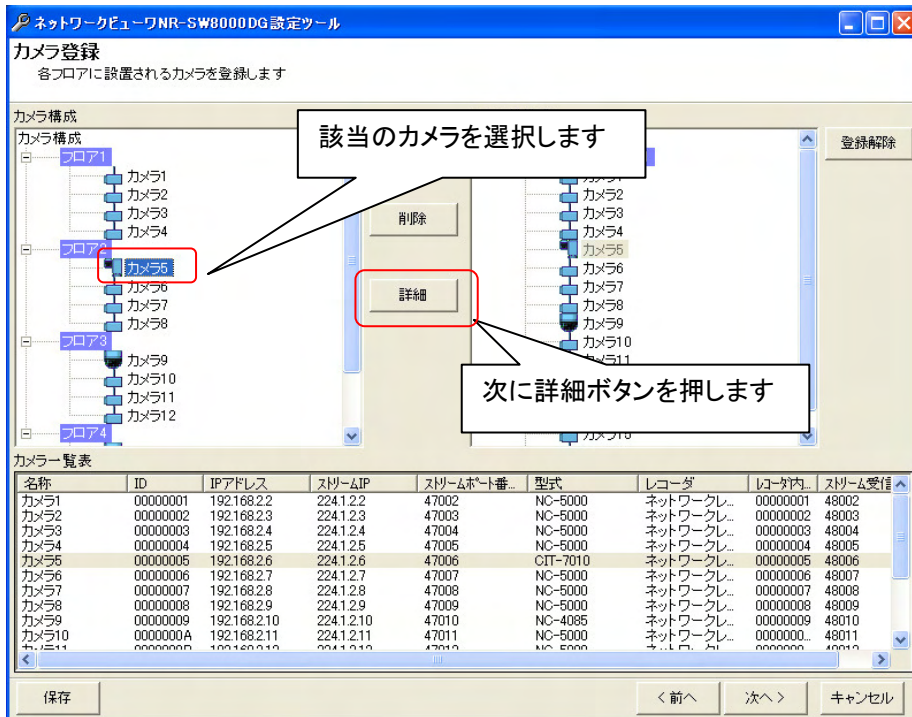 ネットワークビューワNR-SW8000DG設定ツール
カメラ登録
各フロアに設置されるカメラを登録します
カメラ構成
カメラ構成
フロア1
カメラ1
カメラ2
カメラ3
カメラ4
フロア2
カメラ5
カメラ6
カメラ7
カメラ8
フロア3
カメラ9
カメラ10
カメラ11
カメラ12
フロア4
該当のカメラを選択します
削除
詳細
次に詳細ボタンを押します
カメラ2
カメラ3
カメラ4
カメラ5
カメラ6
カメラ7
カメラ8
カメラ9
カメラ10
カメラ11
カメラ15
登録解除
カメラ一覧表
名称 ID IPアドレス ストリームIP ストリームポート番... 型式 レコーダ レコーダ内... ストリーム受信
カメラ1 00000001 192.168.2.2 224.1.2.2 47002 NC-5000 ネットワークレ... 00000001 48002
カメラ2 00000002 192.168.2.3 224.1.2.3 47003 NC-5000 ネットワークレ... 00000002 48003
カメラ3 00000003 192.168.2.4 224.1.2.4 47004 NC-5000 ネットワークレ... 00000003 48004
カメラ4 00000004 192.168.2.5 224.1.2.5 47005 NC-5000 ネットワークレ... 00000004 48005
カメラ5 00000005 192.168.2.6 224.1.2.6 47006 CIT-7010 ネットワークレ... 00000005 48006
カメラ6 00000006 192.168.2.7 224.1.2.7 47007 NC-5000 ネットワークレ... 00000006 48007
カメラ7 00000007 192.168.2.8 224.1.2.8 47008 NC-5000 ネットワークレ... 00000007 48008
カメラ8 00000008 192.168.2.9 224.1.2.9 47009 NC-5000 ネットワークレ... 00000008 48009
カメラ9 00000009 192.168.2.10 224.1.2.10 47010 NC-4085 ネットワークレ... 00000009 48010
カメラ10 0000000A 192.168.2.11 224.1.2.11 47011 NC-5000 ネットワークレ... 0000000... 48011
保存
< 前へ
次へ >
キャンセル